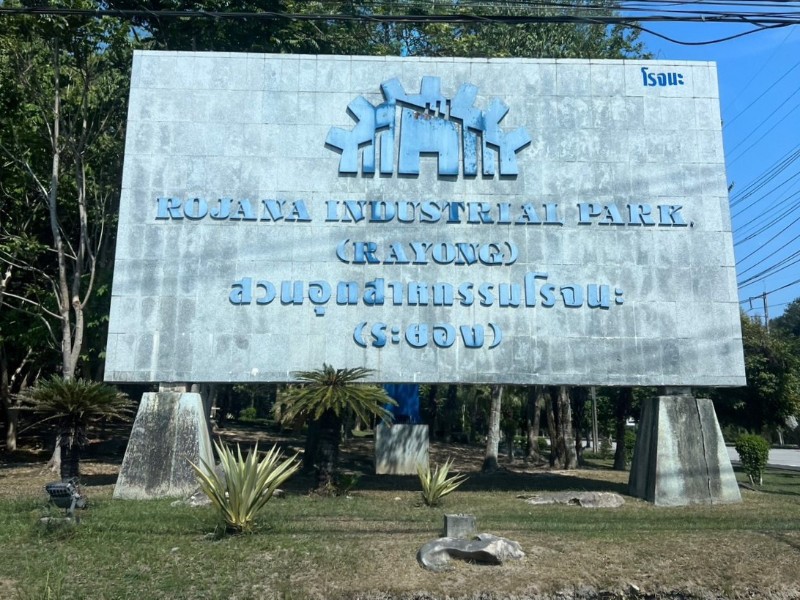 โรจนะ
ROJANA INDUSTRIAL PARK.
(RAYONG)
สวนอุตสาหกรรมโรจนะ
(ระยอง)